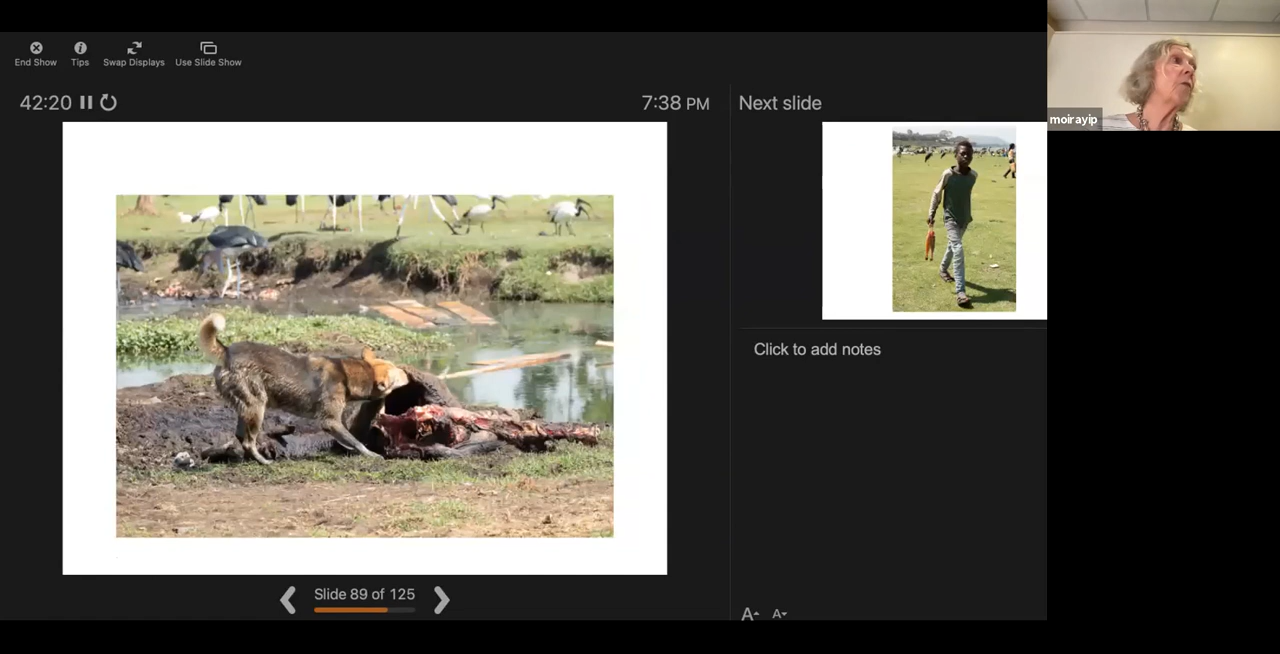 End Show
Tips
Swap Displays
Use Slide Show
42:20
7:38 PM
Next slide
moirayip
Click to add notes
Slide 89 of 125
A
A